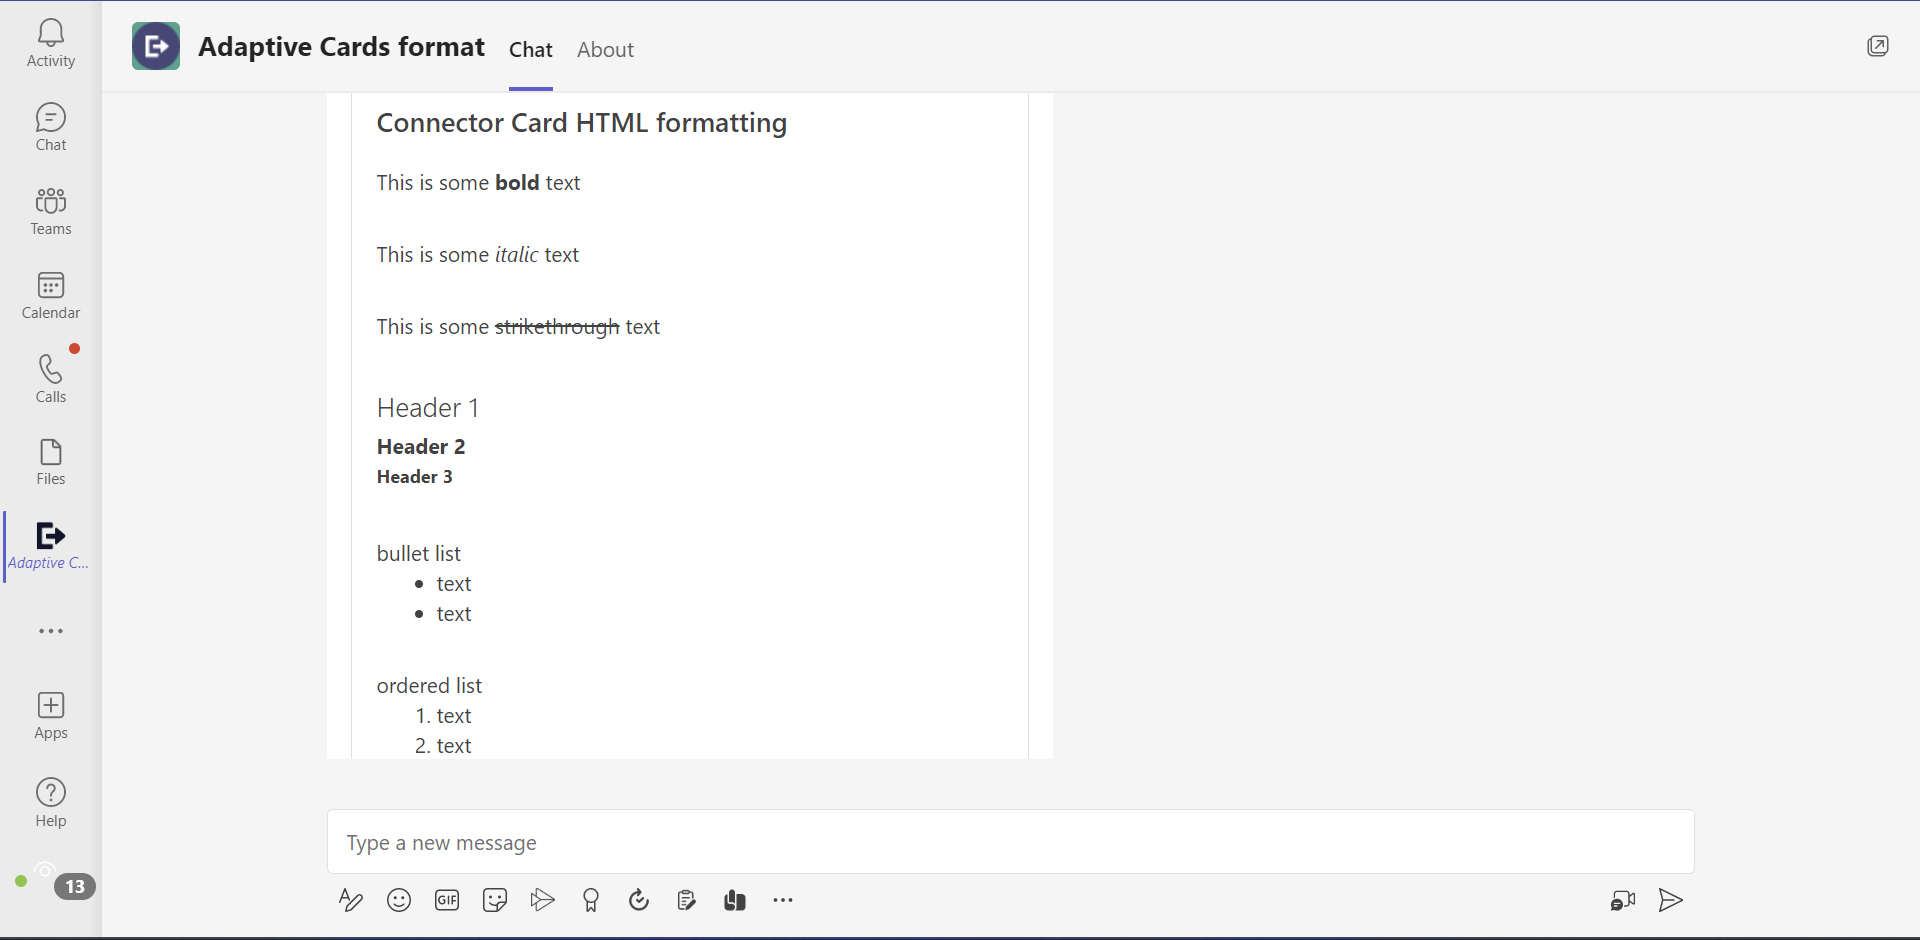 Activity
Chat
Teams
Calendar
Calls
Files
Adaptive C...
Apps
Help
13
Adaptive Cards format
Chat
About
Connector Card HTML formatting
This is some bold text
This is some italic text
This is some strikethrough text
Header 1
Header 2
Header 3
bullet list
• text
• text
ordered list
1. text
2. text
Type a new message
GIF